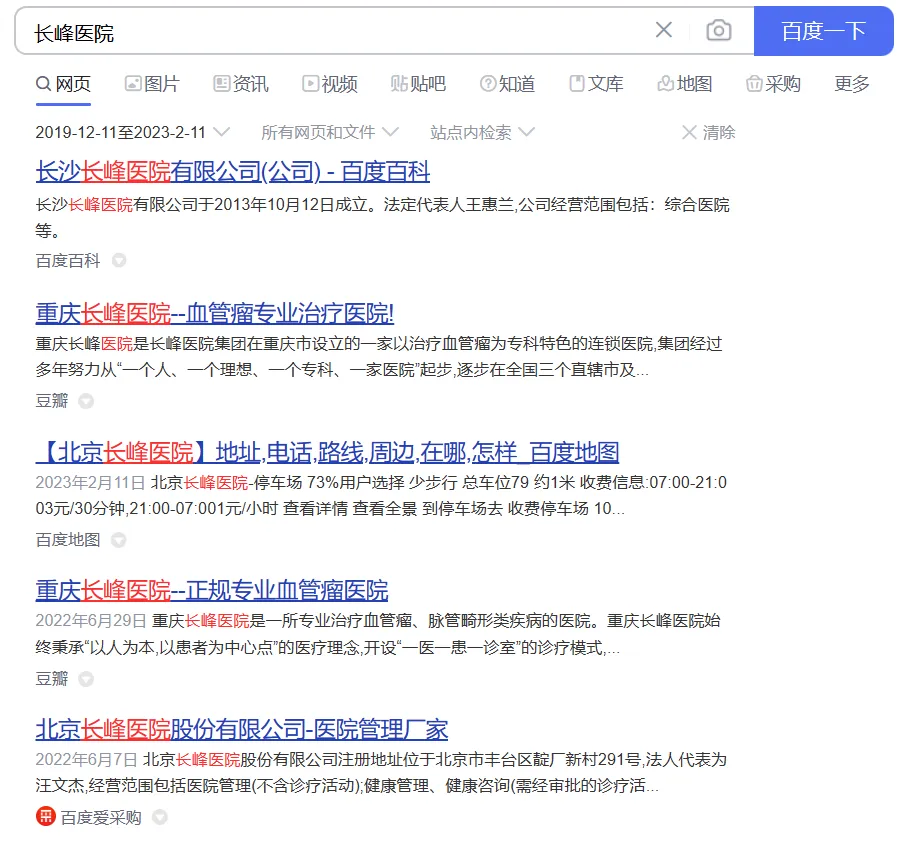 长峰医院
百度一下
网页 图片 资讯 视频 贴吧 知道 文库 地图 采购 更多
2019-12-11至2023-2-11 所有网页和文件 站点内检索 清除
长沙长峰医院有限公司(公司) - 百度百科
长沙长峰医院有限公司于2013年10月12日成立。法定代表人王惠兰,公司经营范围包括：综合医院
等。
百度百科
重庆长峰医院--血管瘤专业治疗医院!
重庆长峰医院是长峰医院集团在重庆市设立的一家以治疗血管瘤为专科特色的连锁医院,集团经过
多年努力从“一个人、一个理想、一个专科、一家医院”起步,逐步在全国三个直辖市及...
豆瓣
【北京长峰医院】地址,电话,路线,周边,在哪,怎样_百度地图
2023年2月11日 北京长峰医院-停车场 73%用户选择 少步行 总车位79 约1米 收费信息:07:00-21:0
03元/30分钟,21:00-07:001元/小时 查看详情 查看全景 到停车场去 收费停车场 10...
百度地图
重庆长峰医院--正规专业血管瘤医院
2022年6月29日 重庆长峰医院是一所专业治疗血管瘤、脉管畸形类疾病的医院。重庆长峰医院始
终秉承“以人为本,以患者为中心点”的医疗理念,开设“一医一患一诊室”的诊疗模式,...
豆瓣
北京长峰医院股份有限公司-医院管理厂家
2022年6月7日 北京长峰医院股份有限公司注册地址位于北京市丰台区靛厂新村291号,法人代表为
汪文杰,经营范围包括医院管理(不含诊疗活动);健康管理、健康咨询(需经审批的诊疗活...
百度爱采购